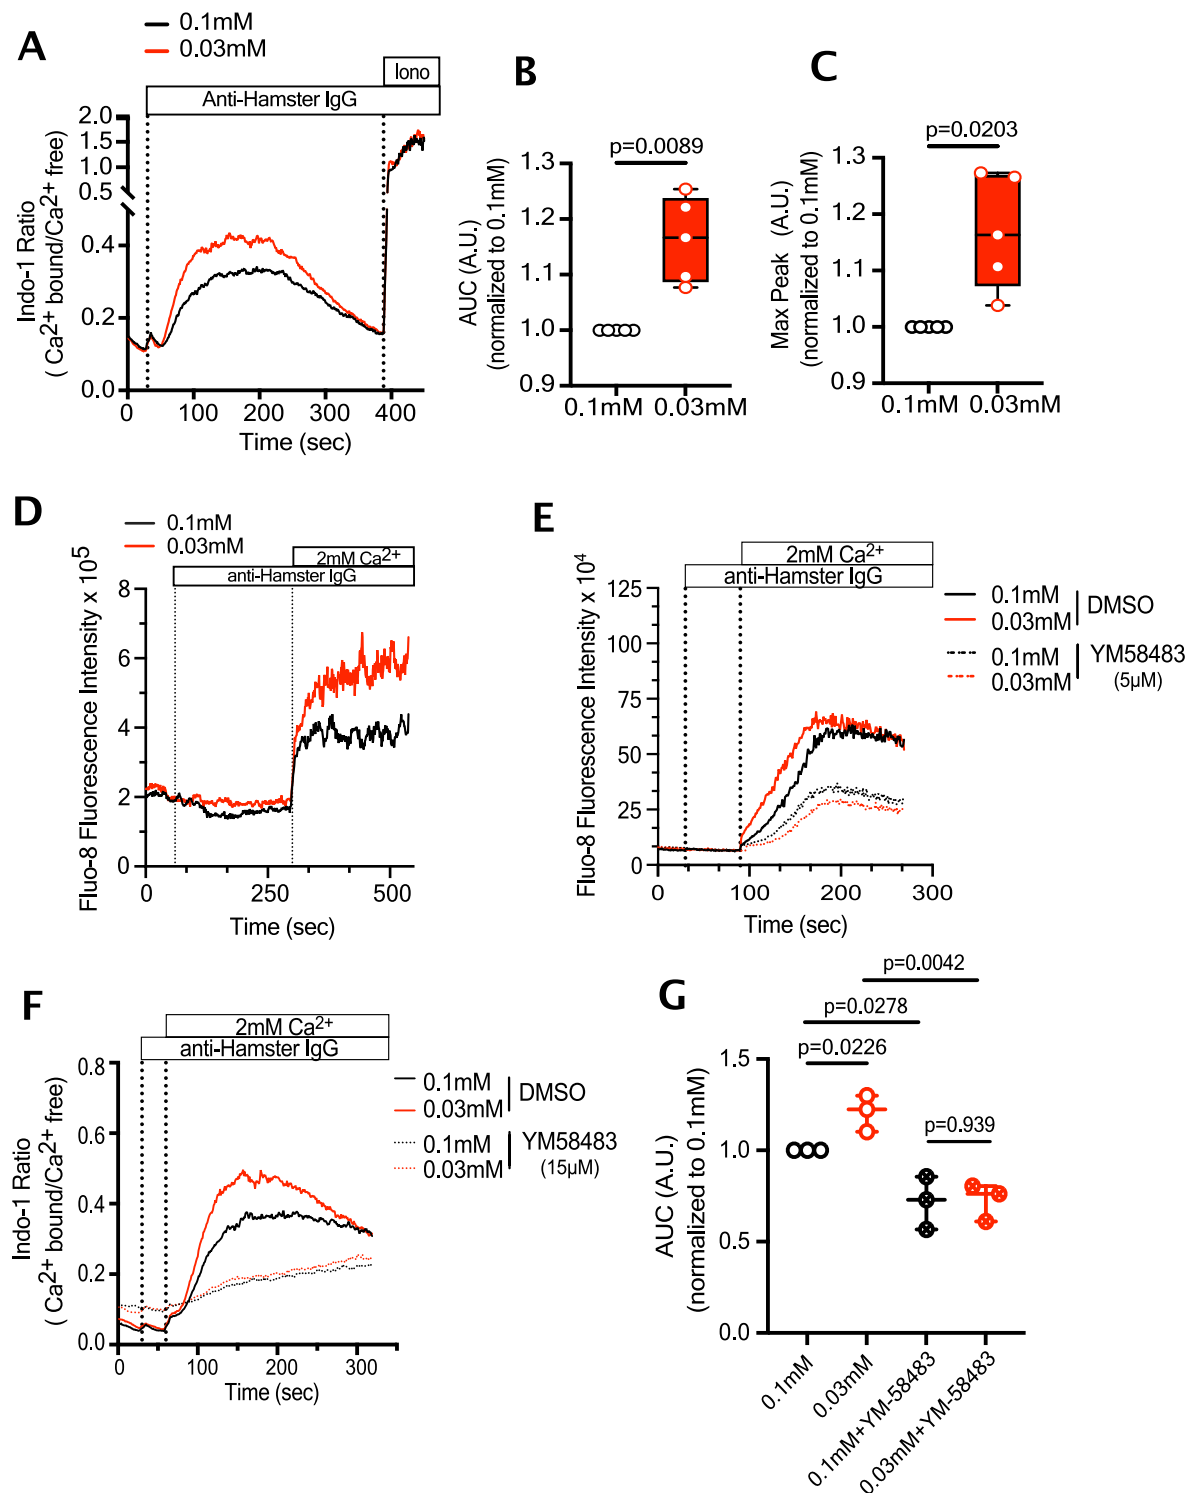 A
0.1mM
0.03mM
Iono
Anti-Hamster IgG
Indo-1 Ratio
( Ca2+ bound/Ca2+ free)
2.0
1.5
1.0
0.5
0.4
0.2
0.0
0 100 200 300 400
Time (sec)
B
p=0.0089
AUC (A.U.)
(normalized to 0.1mM)
1.3
1.2
1.1
1.0
0.9
0.1mM 0.03mM
C
p=0.0203
Max Peak (A.U.)
(normalized to 0.1mM)
1.3
1.2
1.1
1.0
0.9
0.1mM 0.03mM
D
0.1mM
0.03mM
2mM Ca2+
anti-Hamster IgG
Fluo-8 Fluorescence Intensity x 10⁵
8
6
4
2
0
0 250 500
Time (sec)
E
2mM Ca2+
anti-Hamster IgG
Fluo-8 Fluorescence Intensity x 10⁴
125
100
75
50
25
0
0 100 200 300
Time (sec)
0.1mM
0.03mM
DMSO
0.1mM
0.03mM
YM58483
(5µM)
F
2mM Ca2+
anti-Hamster IgG
Indo-1 Ratio
( Ca2+ bound/Ca2+ free)
0.8
0.6
0.4
0.2
0.0
0 100 200 300
Time (sec)
0.1mM
0.03mM
DMSO
0.1mM
0.03mM
YM58483
(15µM)
G
p=0.0042
p=0.0278
p=0.0226
p=0.939
AUC (A.U.)
(normalized to 0.1mM)
1.5
1.0
0.5
0.0
0.1mM
0.03mM
0.1mM+YM-58483
0.03mM+YM-58483